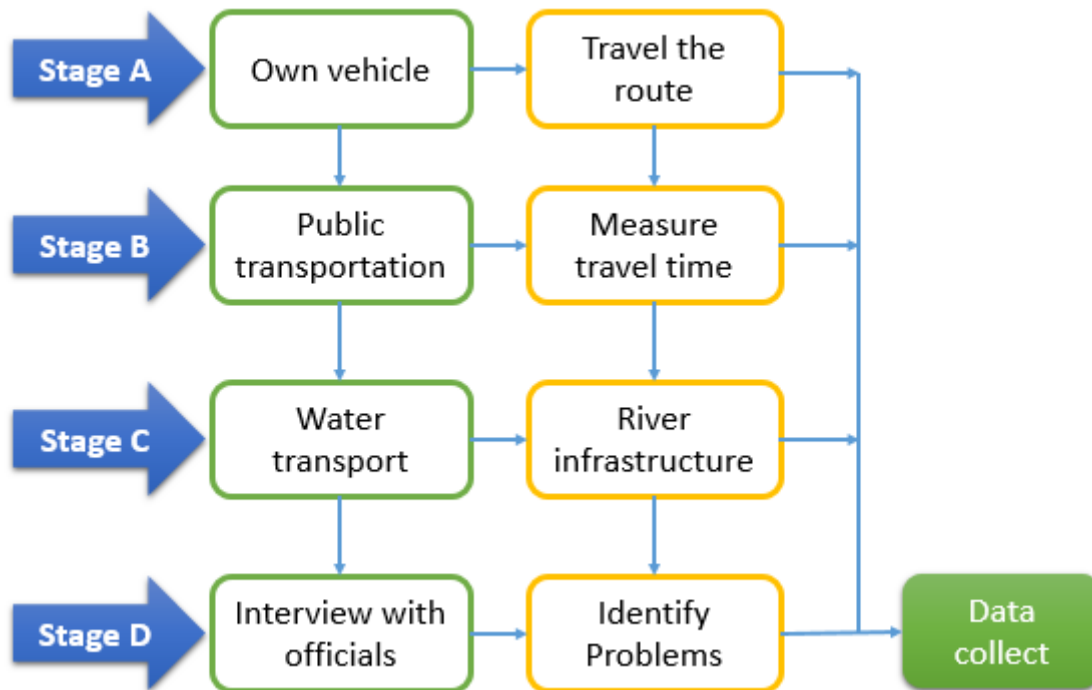 Stage A
Own vehicle
Travel the
route
Stage B
Public
transportation
Measure
travel time
Stage C
Water
transport
River
infrastructure
Stage D
Interview with
officials
Identify
Problems
Data
collect